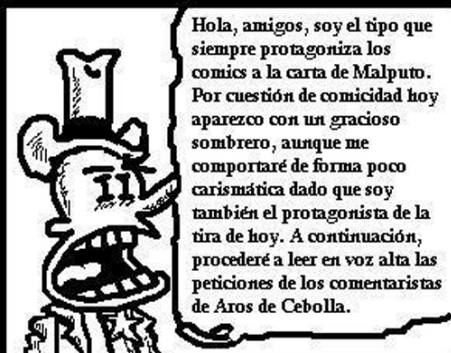 Hola, amigos, soy el tipo que
siempre protagoniza los
comics a la carta de Malputo.
Por cuestión de comicidad hoy
aparezco con un gracioso
sombrero, aunque me
comportaré de forma poco
carismática dado que soy
también el protagonista de la
tira de hoy. A continuación,
procederé a leer en voz alta las
peticiones de los comentaristas
de Aros de Cebolla.